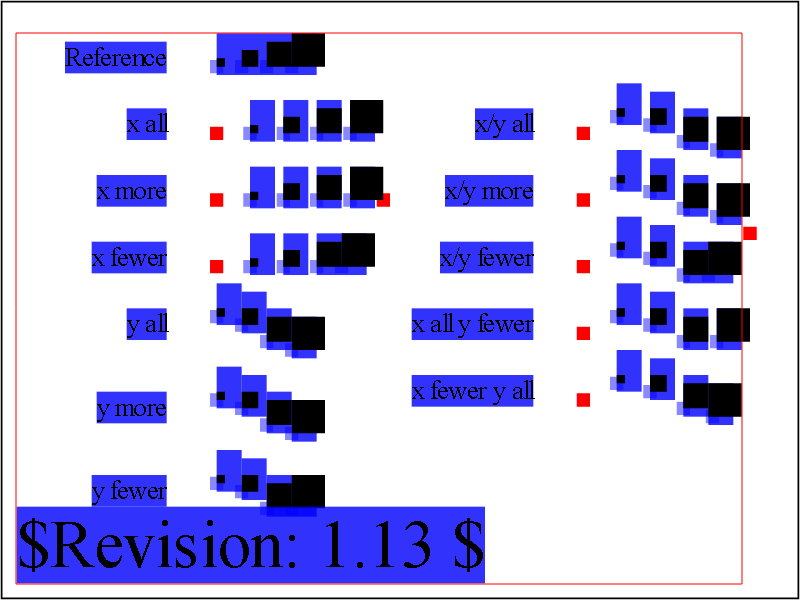 Reference
x all
x/y all
x more
x/y more
x fewer
x/y fewer
y all
x all y fewer
y more
x fewer y all
y fewer
$Revision: 1.13 $